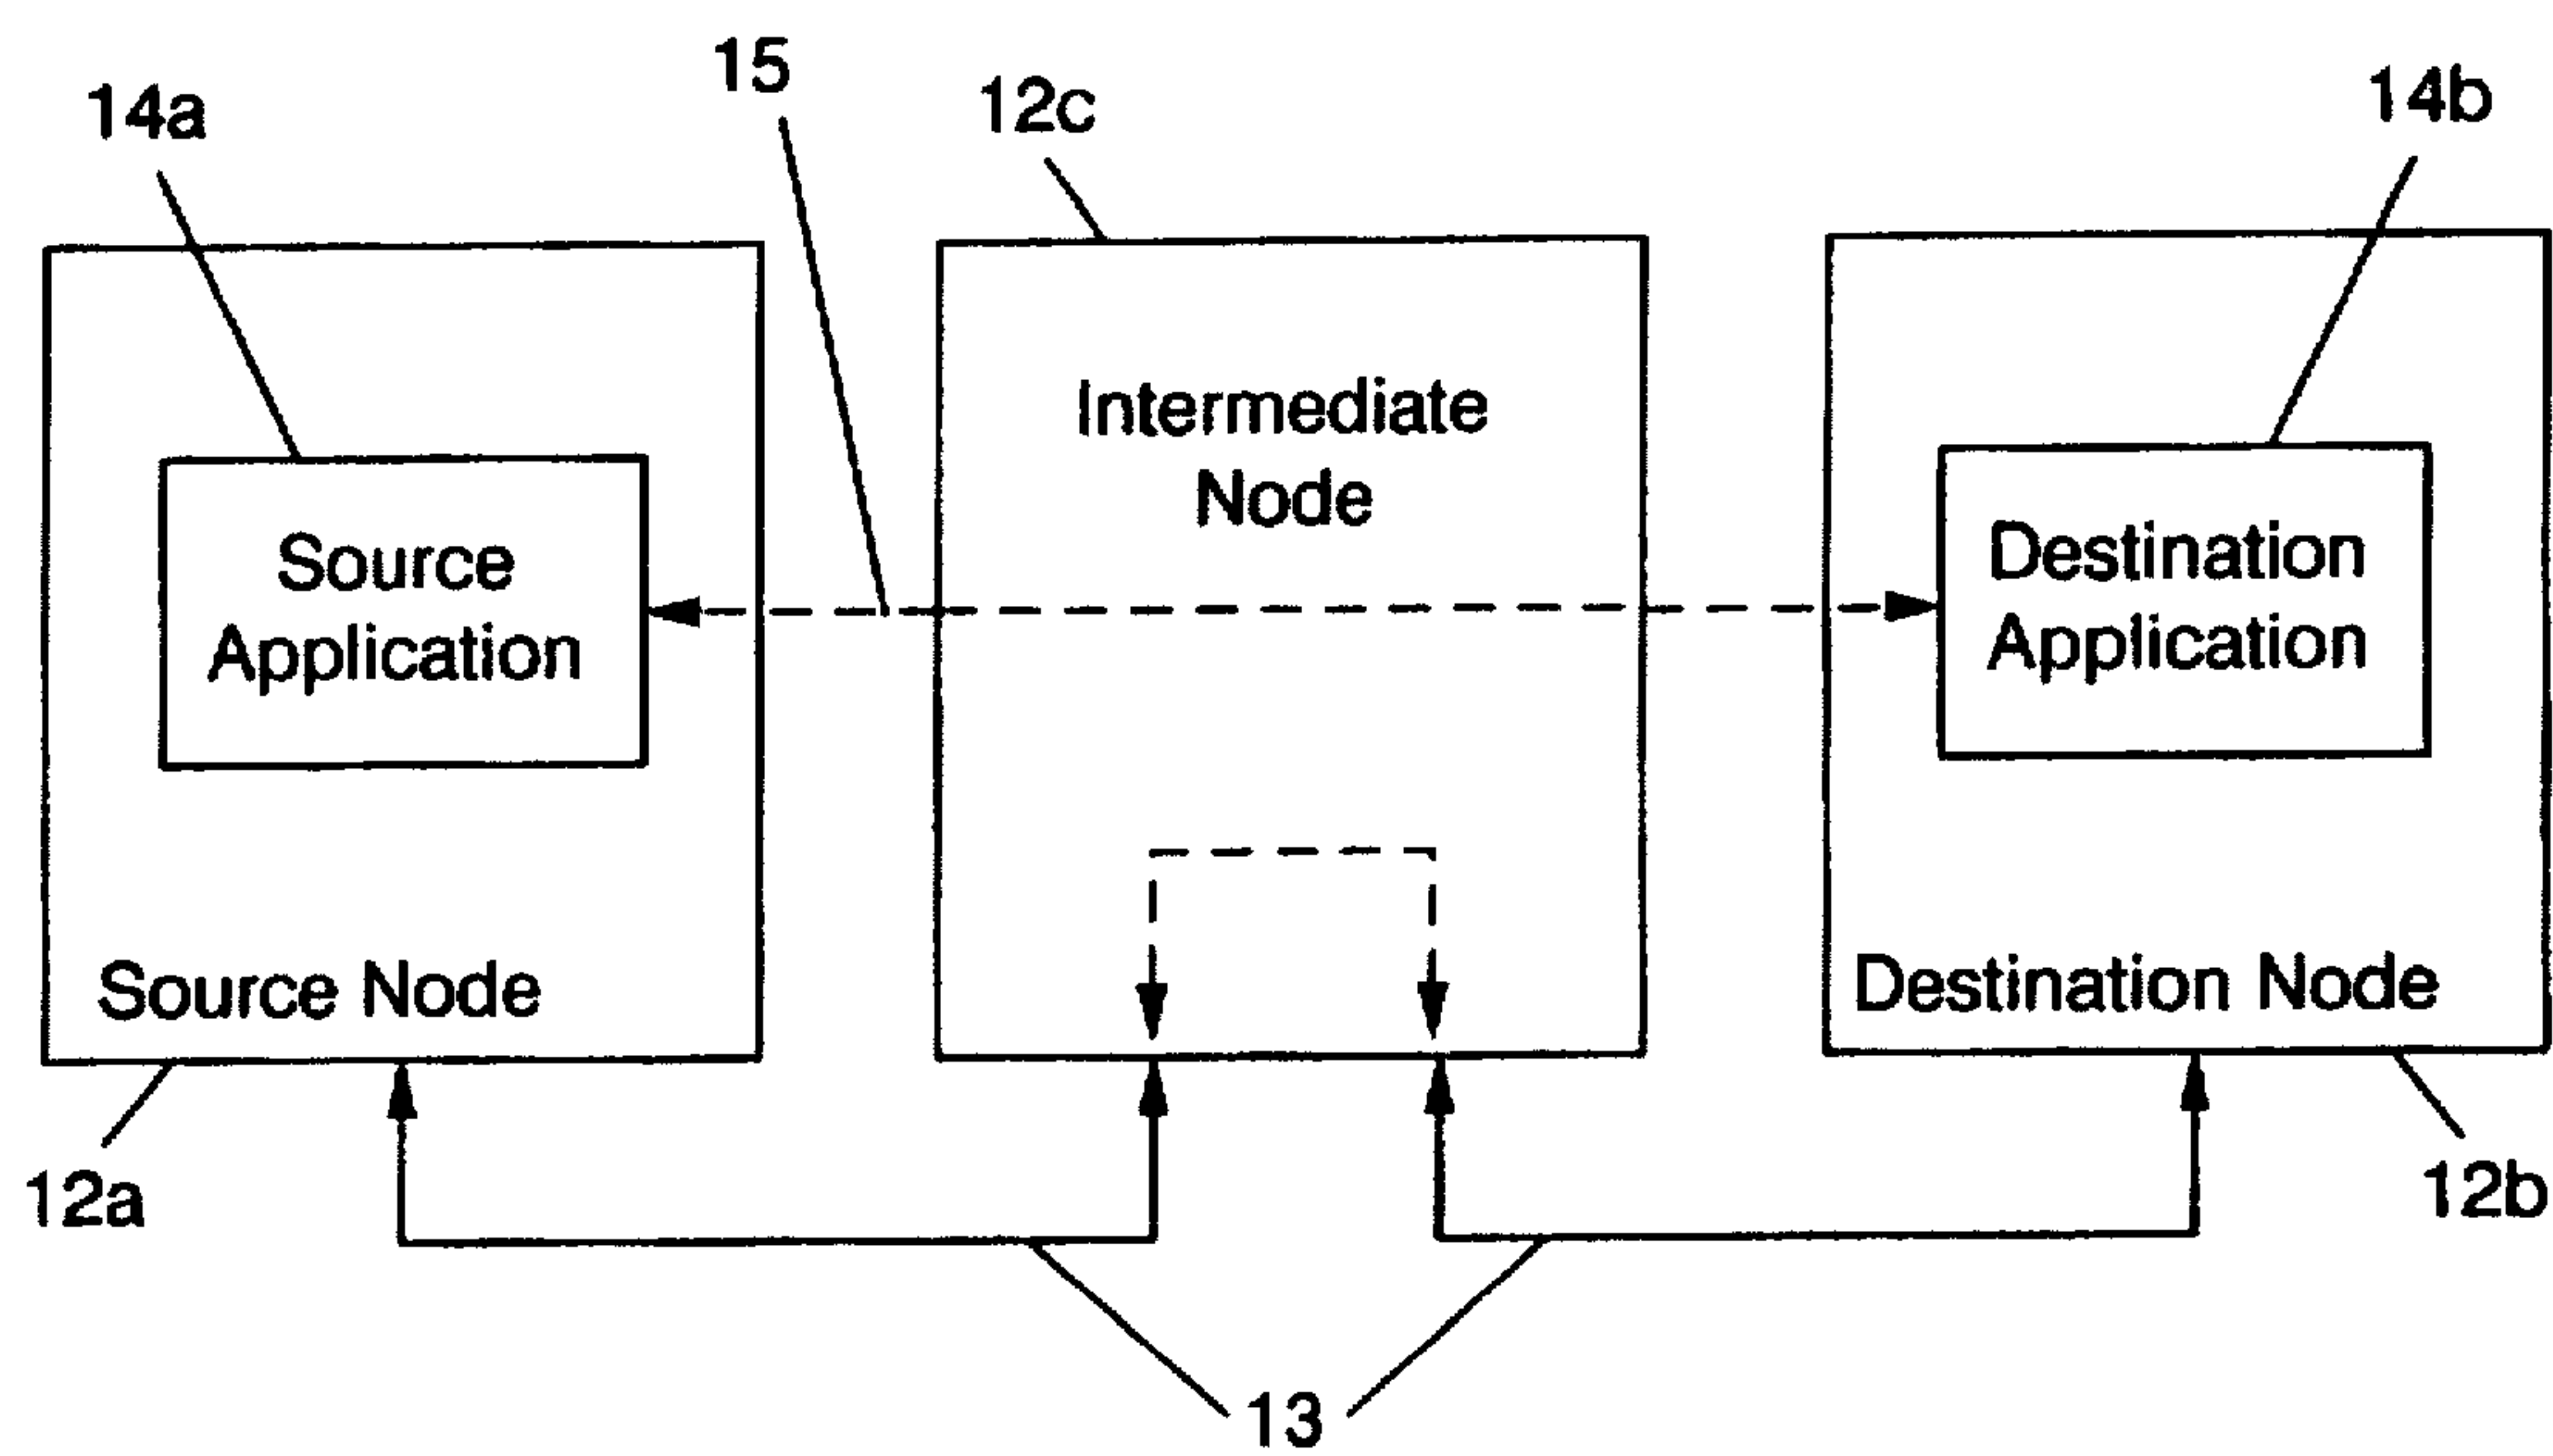 15
12c
14b
14a
Intermediate
Node
Source
Application
Destination
Application
Source Node
Destination Node
12a
12b
13